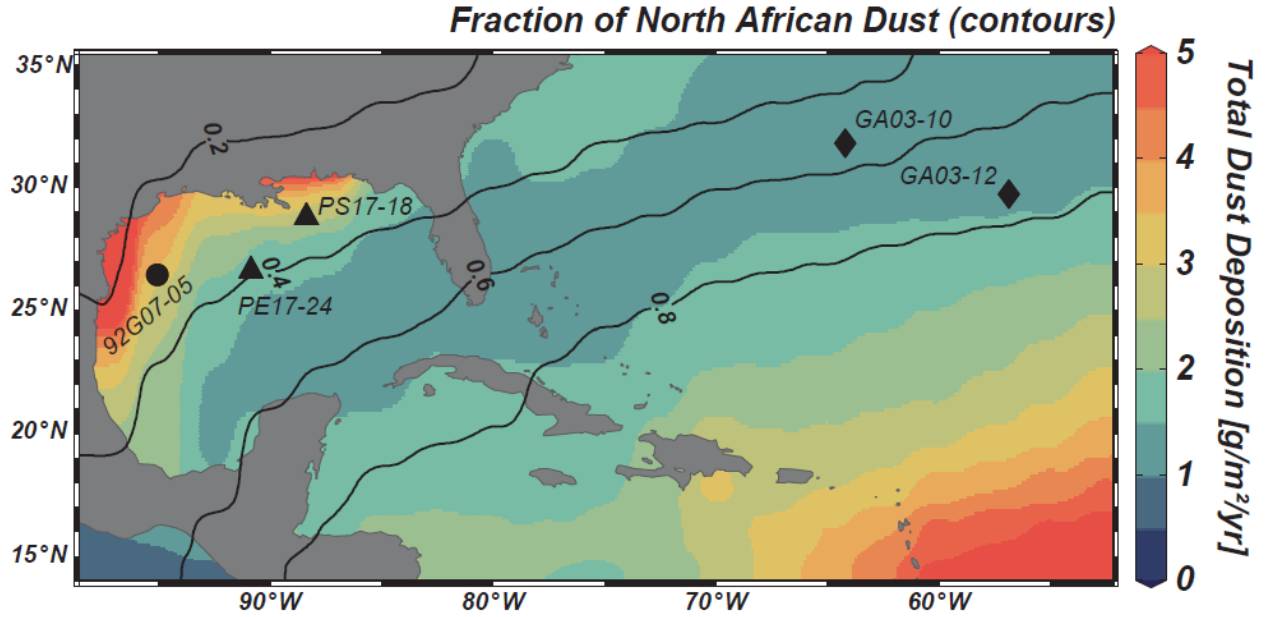 Fraction of North African Dust (contours)
35°N
30°N
25°N
20°N
15°N
90°W
80°W
70°W
60°W
0.2
0.4
0.6
0.8
GA03-10
GA03-12
PS17-18
PE17-24
92G07-05
5
4
3
2
1
0
Total Dust Deposition [g/m²/yr]